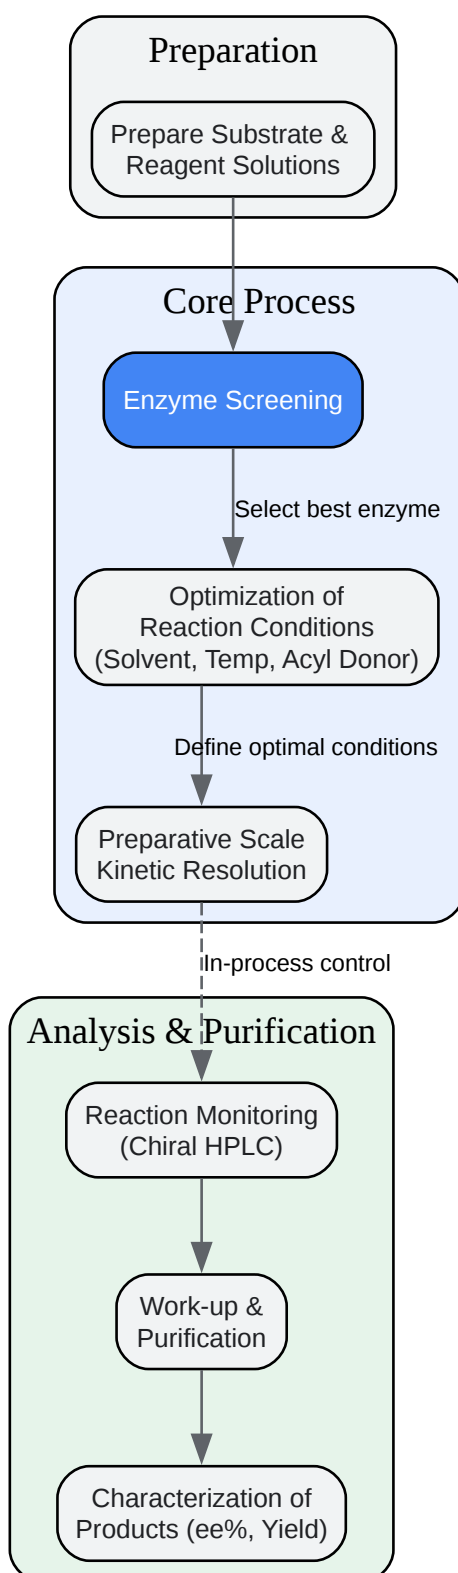 Preparation
Prepare Substrate &
Reagent Solutions
Core Process
Enzyme Screening
Select best enzyme
Optimization of
Reaction Conditions
(Solvent, Temp, Acyl Donor)
Define optimal conditions
Preparative Scale
Kinetic Resolution
In-process control
Analysis & Purification
Reaction Monitoring
(Chiral HPLC)
Work-up &
Purification
Characterization of
Products (ee%, Yield)